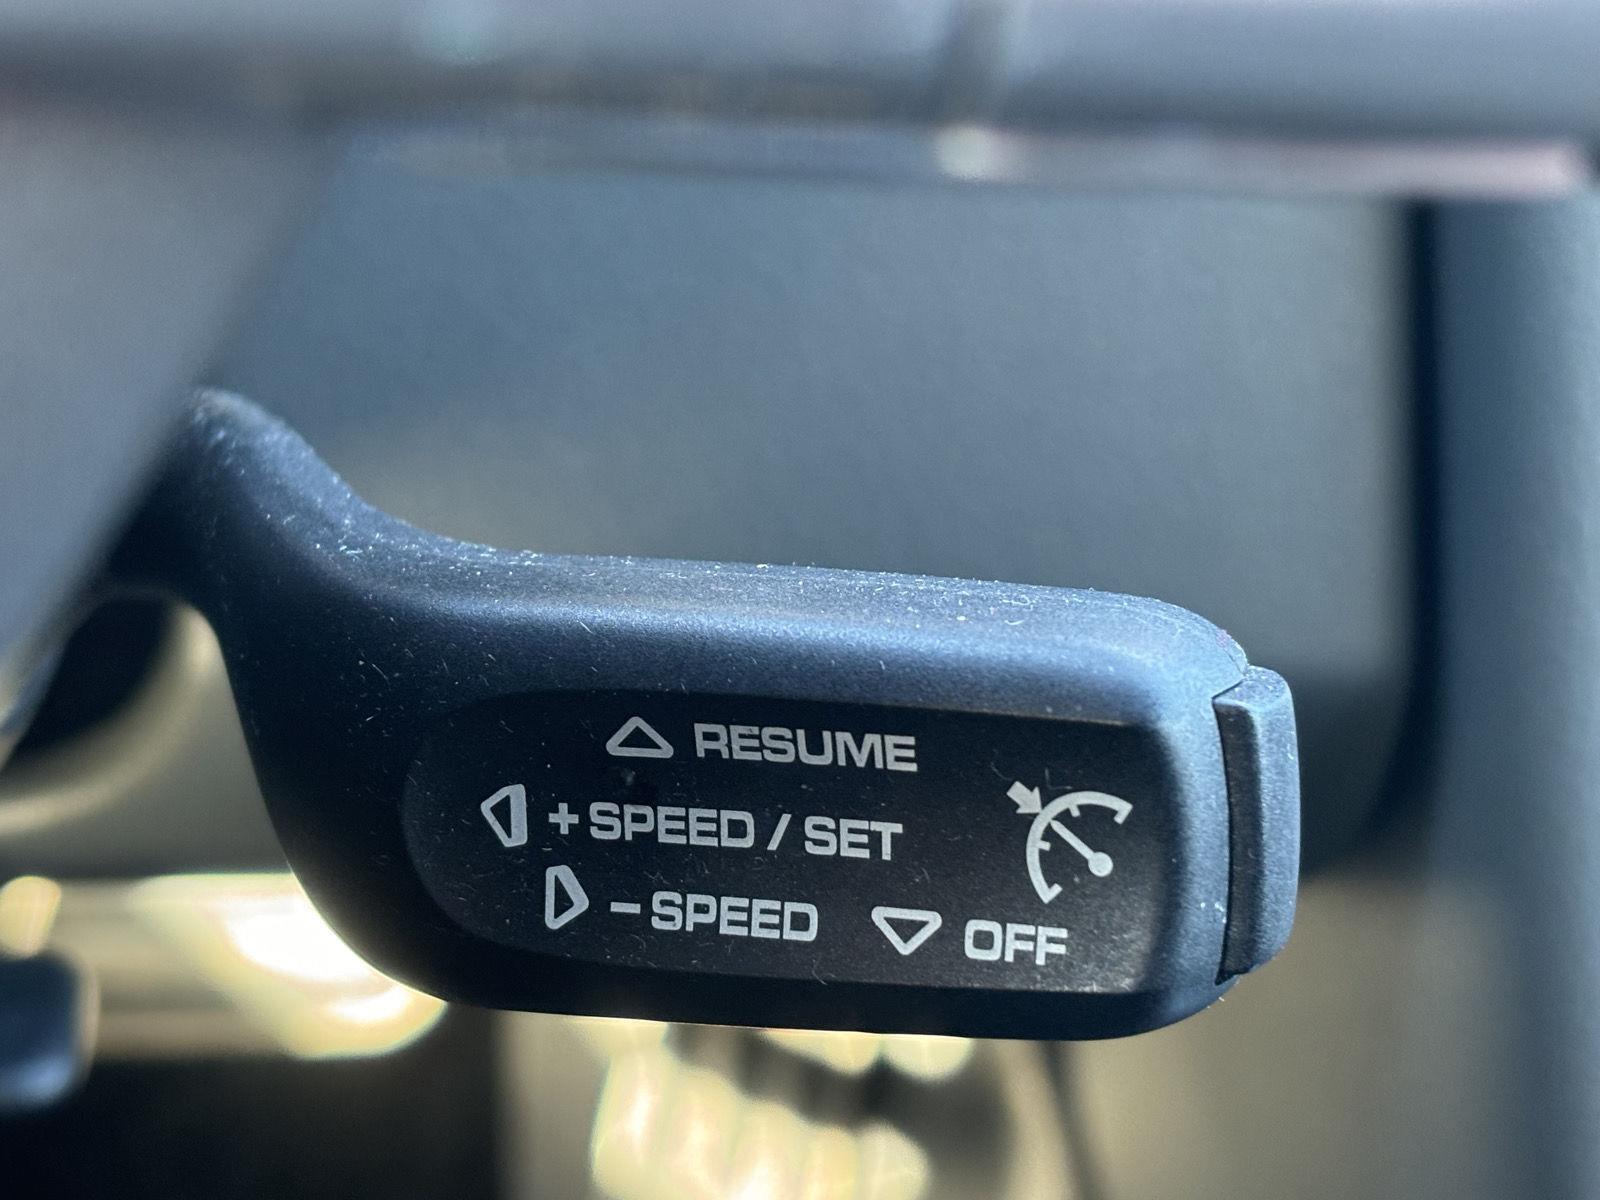 RESUME
+ SPEED / SET
– SPEED OFF